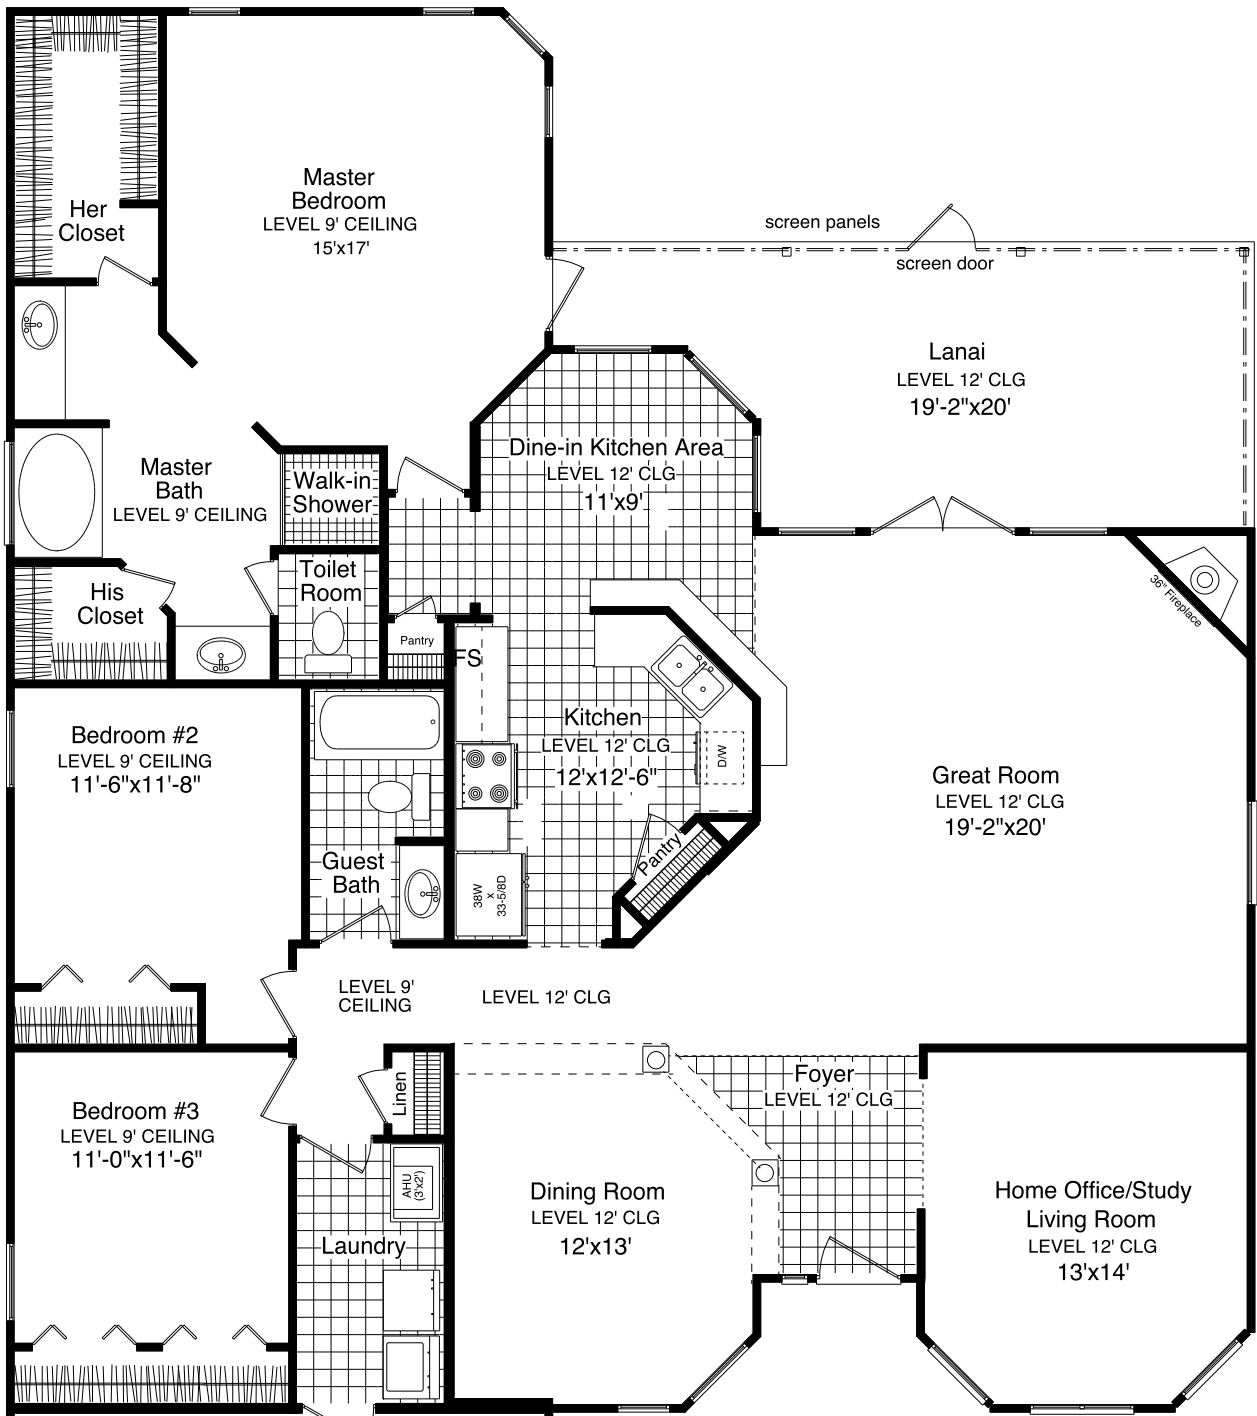 Her
Closet
Master
Bedroom
LEVEL 9' CEILING
15'x17'
screen panels
screen door
Lanai
LEVEL 12' CLG
19'-2"x20'
Dine-in Kitchen Area
LEVEL 12' CLG
11'x9'
Master
Bath
LEVEL 9' CEILING
Walk-in
Shower
Toilet
Room
His
Closet
36" Fireplace
Pantry
FS
Kitchen
LEVEL 12' CLG
12'x12'-6"
D/W
Bedroom #2
LEVEL 9' CEILING
11'-6"x11'-8"
Great Room
LEVEL 12' CLG
19'-2"x20'
Guest
Bath
38W
x
33-5/8D
Pantry
LEVEL 9'
CEILING
LEVEL 12' CLG
Linen
Foyer
LEVEL 12' CLG
Bedroom #3
LEVEL 9' CEILING
11'-0"x11'-6"
AHU
(3'x2')
Laundry
Dining Room
LEVEL 12' CLG
12'x13'
Home Office/Study
Living Room
LEVEL 12' CLG
13'x14'